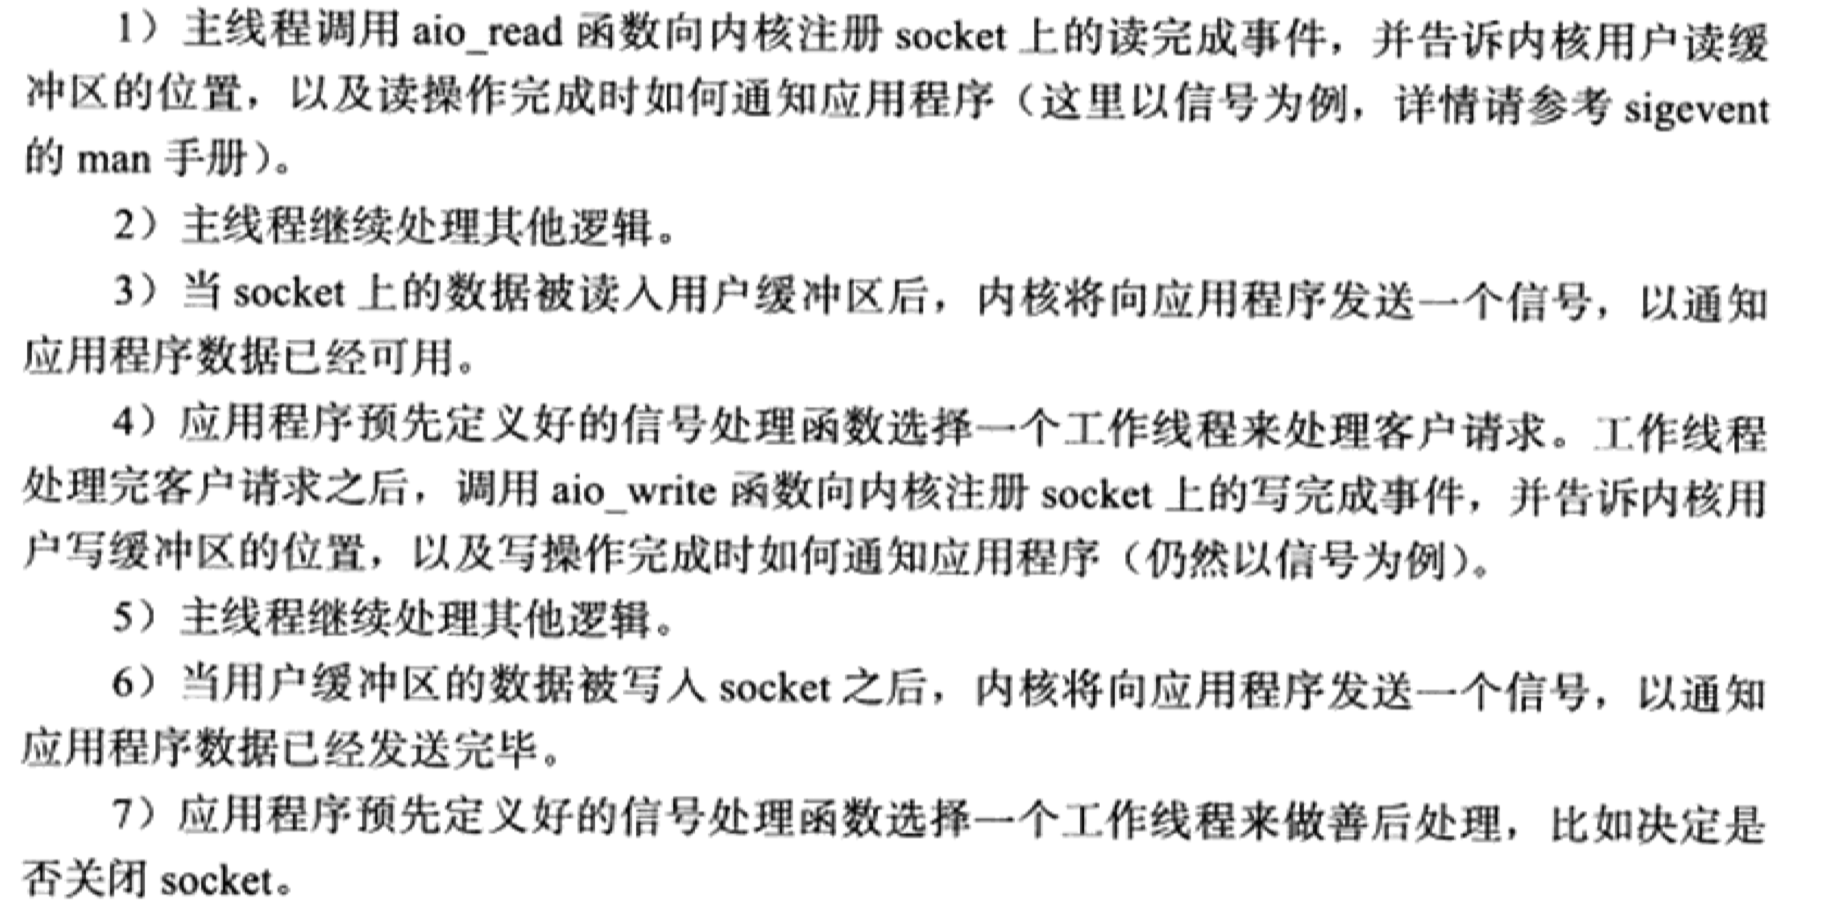 1）主线程调用 aio_read 函数向内核注册 socket 上的读完成事件，并告诉内核用户读缓
冲区的位置，以及读操作完成时如何通知应用程序（这里以信号为例，详情请参考 sigevent
的 man 手册）。
2）主线程继续处理其他逻辑。
3）当 socket 上的数据被读入用户缓冲区后，内核将向应用程序发送一个信号，以通知
应用程序数据已经可用。
4）应用程序预先定义好的信号处理函数选择一个工作线程来处理客户请求。工作线程
处理完客户请求之后，调用 aio_write 函数向内核注册 socket 上的写完成事件，并告诉内核用
户写缓冲区的位置，以及写操作完成时如何通知应用程序（仍然以信号为例）。
5）主线程继续处理其他逻辑。
6）当用户缓冲区的数据被写入 socket 之后，内核将向应用程序发送一个信号，以通知
应用程序数据已经发送完毕。
7）应用程序预先定义好的信号处理函数选择一个工作线程来做善后处理，比如决定是
否关闭 socket。